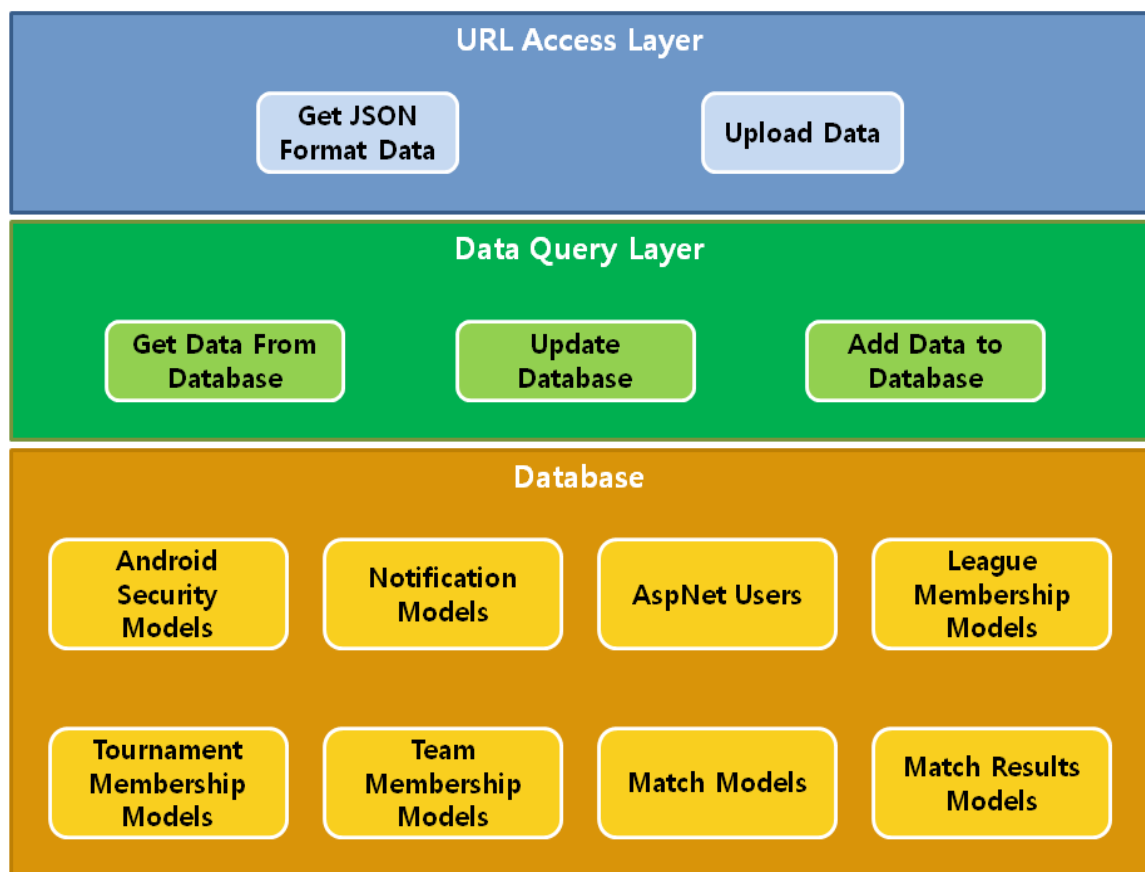 URL Access Layer
Get JSON
Format Data
Upload Data
Data Query Layer
Get Data From
Database
Update
Database
Add Data to
Database
Database
Android
Security
Models
Notification
Models
AspNet Users
League
Membership
Models
Tournament
Membership
Models
Team
Membership
Models
Match Models
Match Results
Models